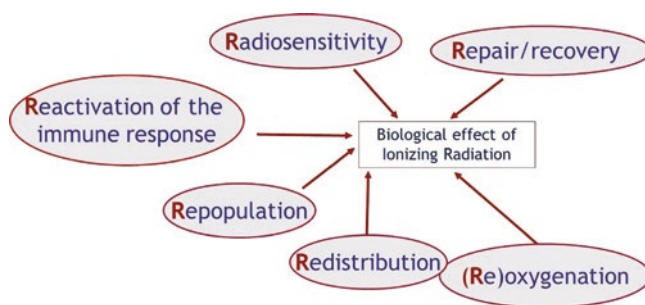 Radiosensitivity
Repair/recovery
Reactivation of the
immune response
Biological effect of
Ionizing Radiation
Repopulation
Redistribution
(Re)oxygenation